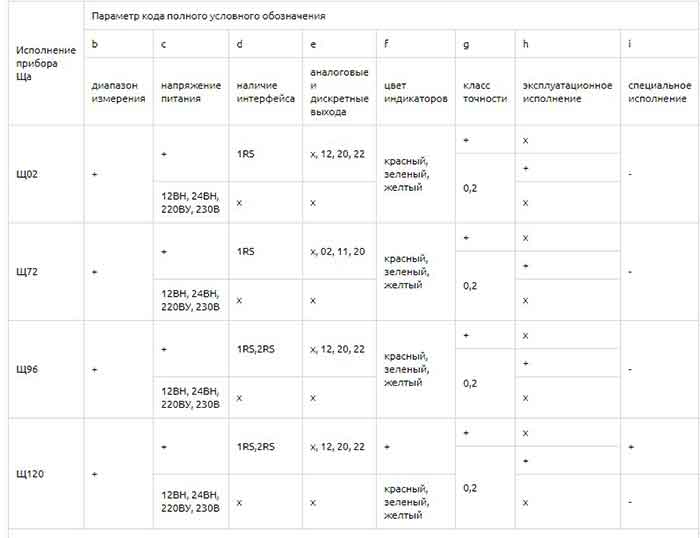 Исполнение прибора Ща
Параметр кода полного условного обозначения
b c d e f g h i
диапазон измерения
напряжение питания
наличие интерфейса
аналоговые и дискретные выхода
цвет индикаторов
класс точности
эксплуатационное исполнение
специальное исполнение
Щ02
+
+
1RS
x, 12, 20, 22
красный, зеленый, желтый
+
x
-
0,2
+
12ВН, 24ВН, 220ВУ, 230В
x
x
x
Щ72
+
+
1RS
x, 02, 11, 20
красный, зеленый, желтый
+
x
-
0,2
+
12ВН, 24ВН, 220ВУ, 230В
x
x
x
Щ96
+
+
1RS,2RS
x, 12, 20, 22
красный, зеленый, желтый
+
x
-
0,2
+
12ВН, 24ВН, 220ВУ, 230В
x
x
x
Щ120
+
+
1RS,2RS
x, 12, 20, 22
+
+
x
+
0,2
+
12ВН, 24ВН, 220ВУ, 230В
x
x
красный, зеленый, желтый
x
-